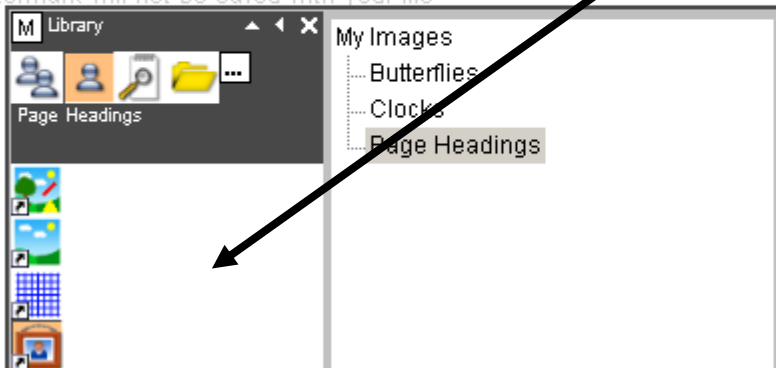 M Library
...
Page Headings
My Images
Butterflies
Clocks
Page Headings